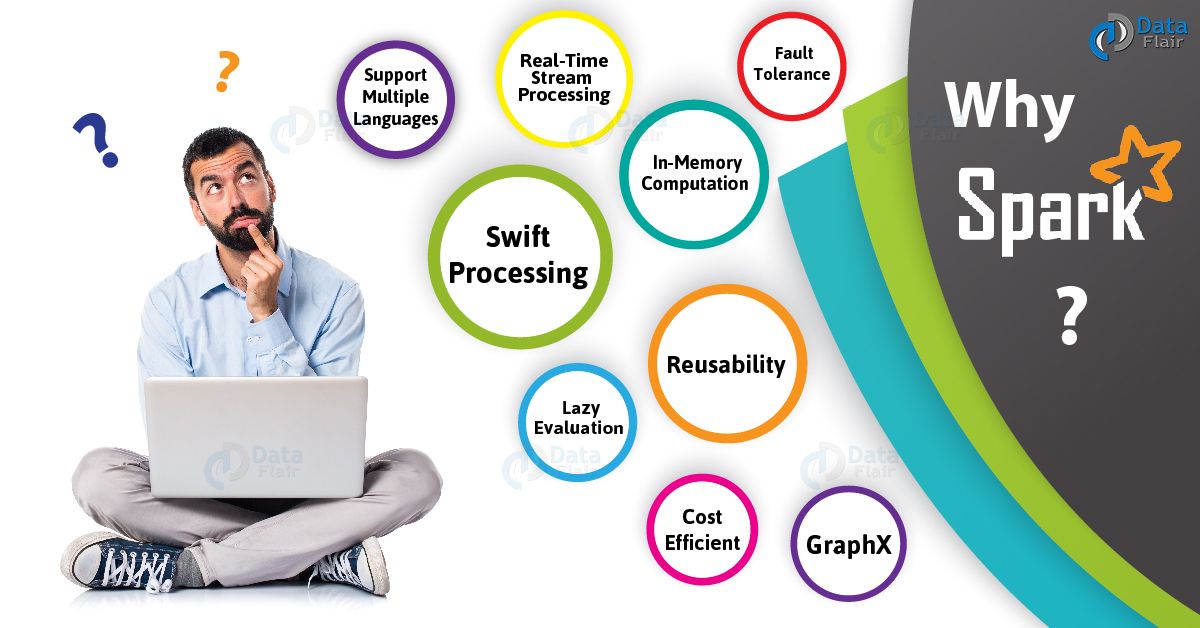 Data
Flair
Why
Spark
?
?
?
Support
Multiple
Languages
Real-Time
Stream
Processing
Fault
Tolerance
In-Memory
Computation
Swift
Processing
Reusability
Lazy
Evaluation
Cost
Efficient
GraphX
Data
Flair
Data
Flair
Data
Flair
Data
Flair
Data
Flair
Data
Flair